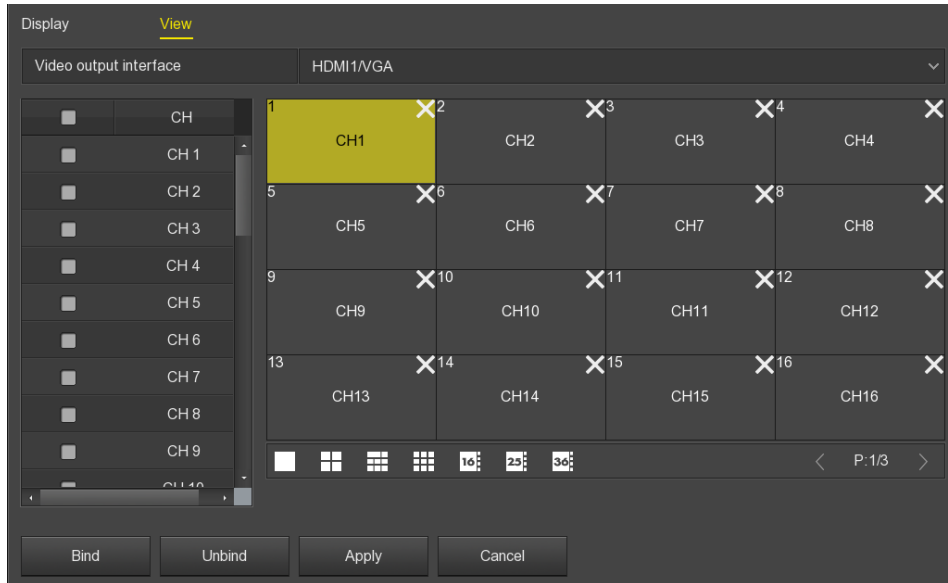 Display View
Video output interface HDMI1/VGA
CH
CH 1
CH 2
CH 3
CH 4
CH 5
CH 6
CH 7
CH 8
CH 9
CH 10
1 2 3 4
CH1 CH2 CH3 CH4
5 6 7 8
CH5 CH6 CH7 CH8
9 10 11 12
CH9 CH10 CH11 CH12
13 14 15 16
CH13 CH14 CH15 CH16
16 25 36 P:1/3
Bind Unbind Apply Cancel